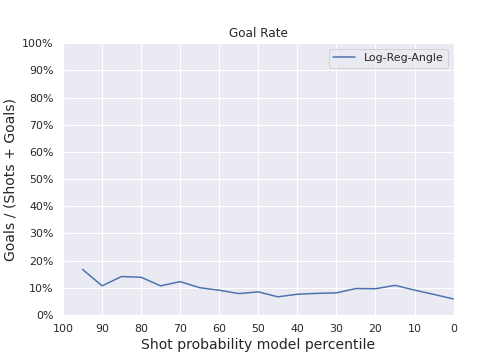 Goal Rate
Log-Reg-Angle
Goals / (Shots + Goals)
100%
90%
80%
70%
60%
50%
40%
30%
20%
10%
0%
100 90 80 70 60 50 40 30 20 10 0
Shot probability model percentile